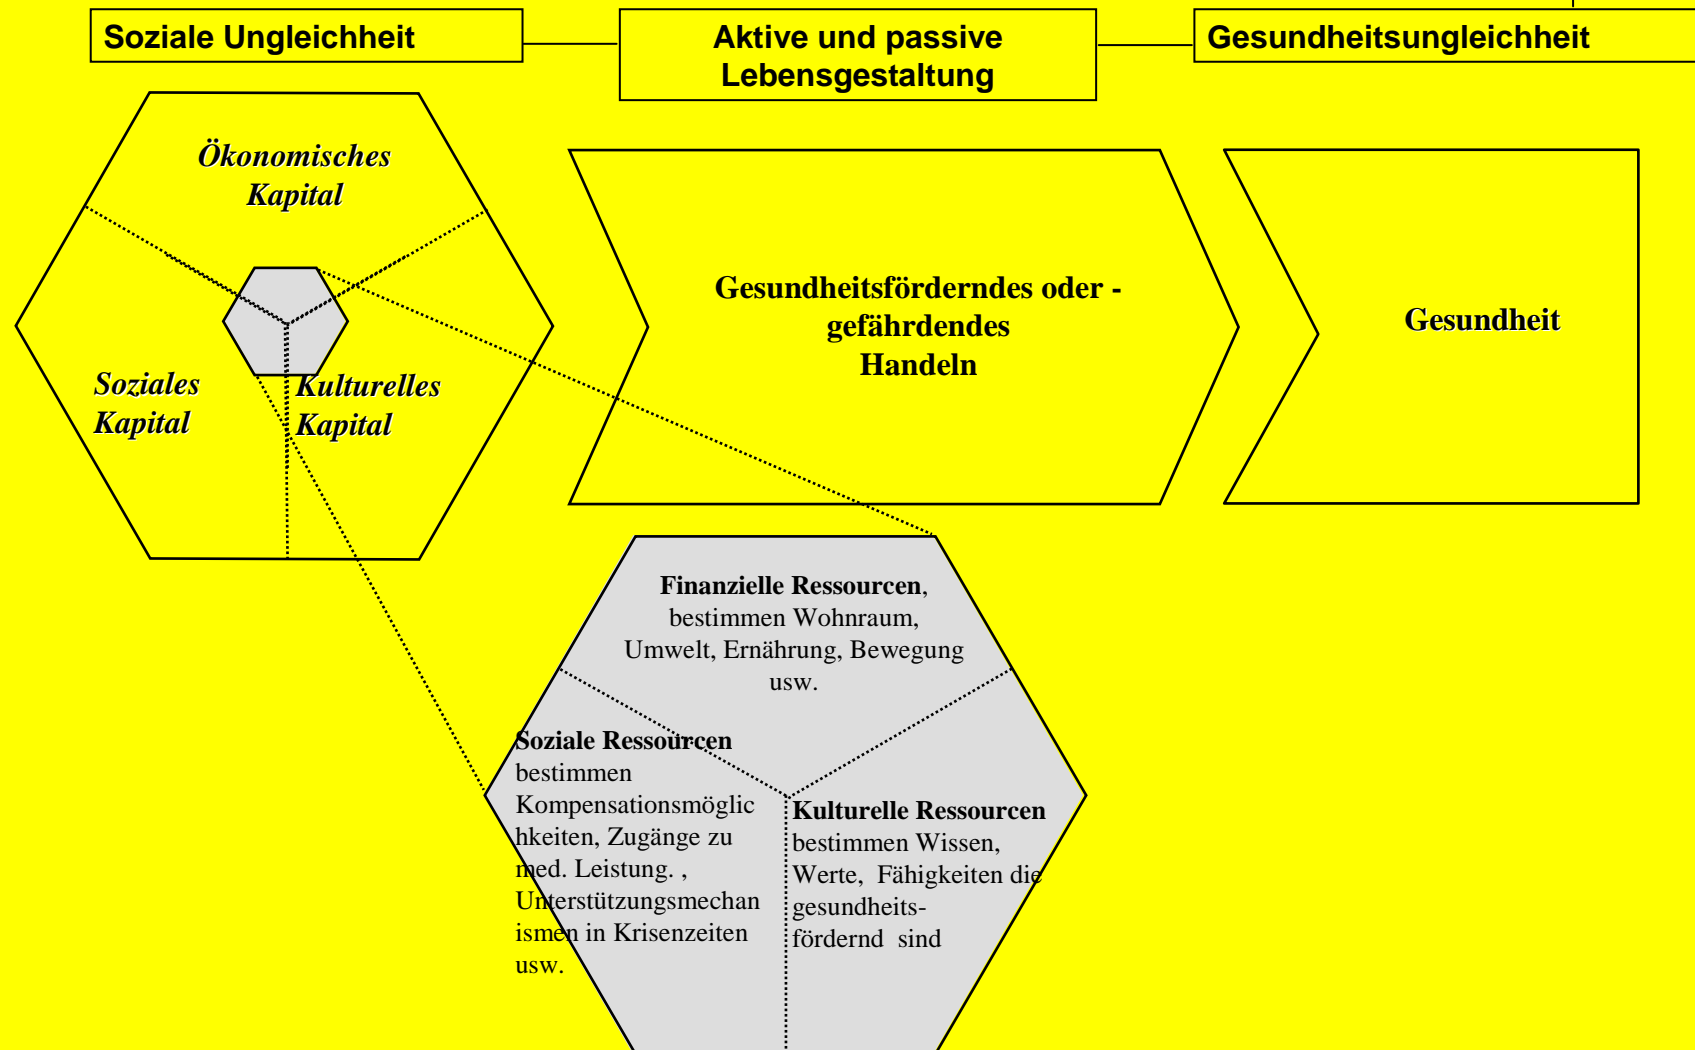 Soziale Ungleichheit
Aktive und passive
Lebensgestaltung
Gesundheitsungleichheit
Ökonomisches
Kapital
Soziales
Kapital
Kulturelles
Kapital
Gesundheitsförderndes oder -
gefährdendes
Handeln
Gesundheit
Finanzielle Ressourcen,
bestimmen Wohnraum,
Umwelt, Ernährung, Bewegung
usw.
Soziale Ressourcen
bestimmen
Kompensationsmöglic
hkeiten, Zugänge zu
med. Leistung. ,
Unterstützungsmechan
ismen in Krisenzeiten
usw.
Kulturelle Ressourcen
bestimmen Wissen,
Werte,  Fähigkeiten die
gesundheits-
fördernd  sind